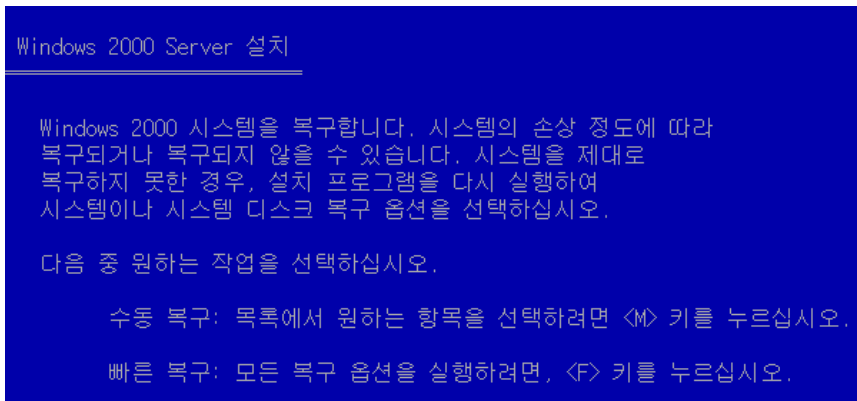 Windows 2000 Server 설치
Windows 2000 시스템을 복구합니다. 시스템의 손상 정도에 따라
복구되거나 복구되지 않을 수 있습니다. 시스템을 제대로
복구하지 못한 경우, 설치 프로그램을 다시 실행하여
시스템이나 시스템 디스크 복구 옵션을 선택하십시오.
다음 중 원하는 작업을 선택하십시오.
수동 복구: 목록에서 원하는 항목을 선택하려면 <M> 키를 누르십시오.
빠른 복구: 모든 복구 옵션을 실행하려면, <F> 키를 누르십시오.